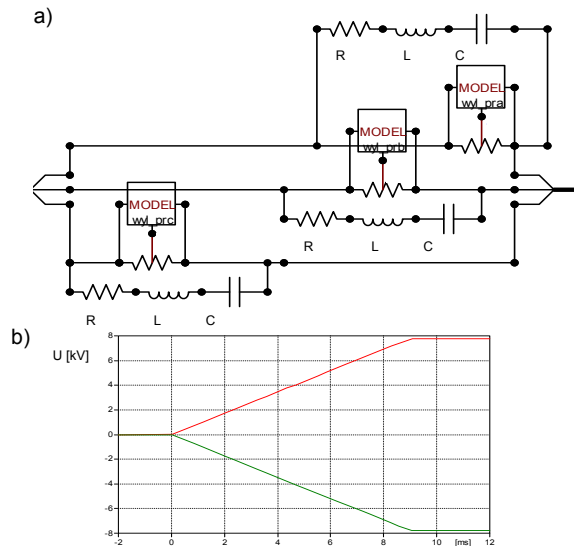 a)
R L C
MODEL
wyl_pra
MODEL
wyl_prb
MODEL
wyl_prc
R L C
R L C
b)
U [kV]
8
6
4
2
0
-2
-4
-6
-8
-2 0 2 4 6 8 10 [ms] 12